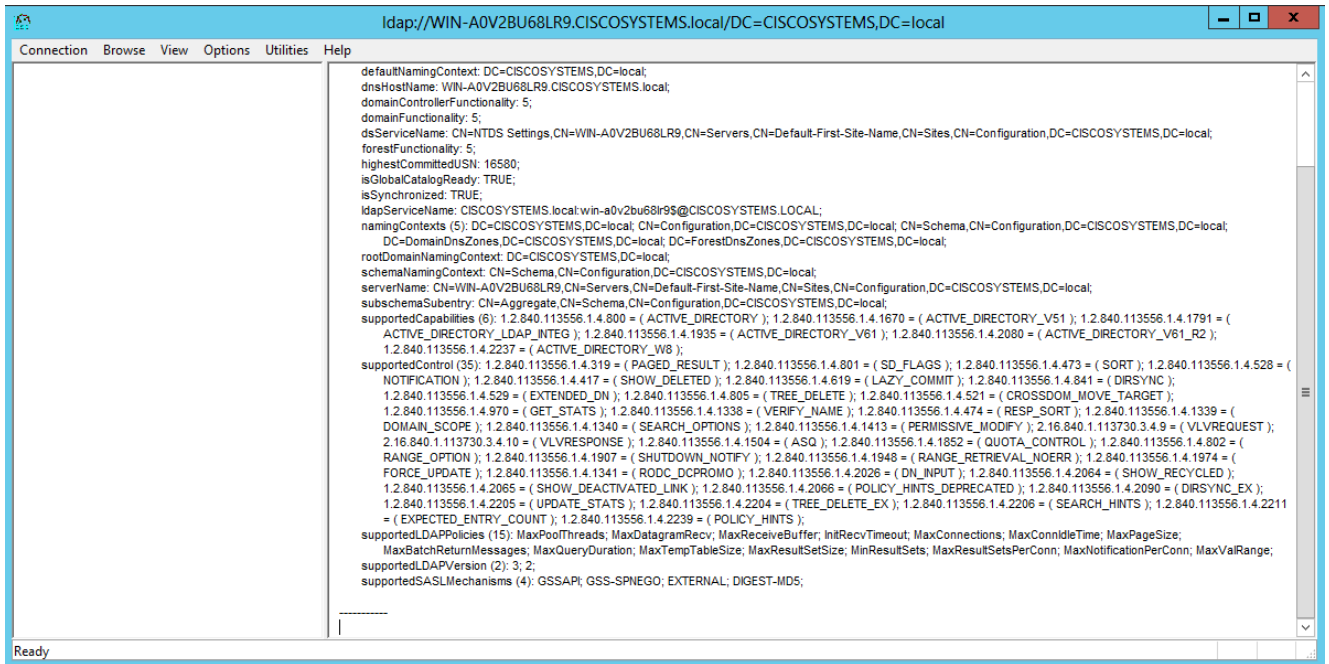 ldap://WIN-A0V2BU68LR9.CISCOSYSTEMS.local/DC=CISCOSYSTEMS,DC=local
Connection Browse View Options Utilities Help
defaultNamingContext: DC=CISCOSYSTEMS,DC=local;
dnsHostName: WIN-A0V2BU68LR9.CISCOSYSTEMS.local;
domainControllerFunctionality: 5;
domainFunctionality: 5;
dsServiceName: CN=NTDS Settings,CN=WIN-A0V2BU68LR9,CN=Servers,CN=Default-First-Site-Name,CN=Sites,CN=Configuration,DC=CISCOSYSTEMS,DC=local;
forestFunctionality: 5;
highestCommittedUSN: 16580;
isGlobalCatalogReady: TRUE;
isSynchronized: TRUE;
ldapServiceName: CISCOSYSTEMS.local:win-a0v2bu68lr9$@CISCOSYSTEMS.LOCAL;
namingContexts (5): DC=CISCOSYSTEMS,DC=local; CN=Configuration,DC=CISCOSYSTEMS,DC=local; CN=Schema,CN=Configuration,DC=CISCOSYSTEMS,DC=local;
DC=DomainDnsZones,DC=CISCOSYSTEMS,DC=local; DC=ForestDnsZones,DC=CISCOSYSTEMS,DC=local;
rootDomainNamingContext: DC=CISCOSYSTEMS,DC=local;
schemaNamingContext: CN=Schema,CN=Configuration,DC=CISCOSYSTEMS,DC=local;
serverName: CN=WIN-A0V2BU68LR9,CN=Servers,CN=Default-First-Site-Name,CN=Sites,CN=Configuration,DC=CISCOSYSTEMS,DC=local;
subschemaSubentry: CN=Aggregate,CN=Schema,CN=Configuration,DC=CISCOSYSTEMS,DC=local;
supportedCapabilities (6): 1.2.840.113556.1.4.800 = ( ACTIVE_DIRECTORY ); 1.2.840.113556.1.4.1670 = ( ACTIVE_DIRECTORY_V51 ); 1.2.840.113556.1.4.1791 = (
ACTIVE_DIRECTORY_LDAP_INTEG ); 1.2.840.113556.1.4.1935 = ( ACTIVE_DIRECTORY_V61 ); 1.2.840.113556.1.4.2080 = ( ACTIVE_DIRECTORY_V61_R2 );
1.2.840.113556.1.4.2237 = ( ACTIVE_DIRECTORY_W8 );
supportedControl (35): 1.2.840.113556.1.4.319 = ( PAGED_RESULT ); 1.2.840.113556.1.4.801 = ( SD_FLAGS ); 1.2.840.113556.1.4.473 = ( SORT ); 1.2.840.113556.1.4.528 = (
NOTIFICATION ); 1.2.840.113556.1.4.417 = ( SHOW_DELETED ); 1.2.840.113556.1.4.619 = ( LAZY_COMMIT ); 1.2.840.113556.1.4.841 = ( DIRSYNC );
1.2.840.113556.1.4.529 = ( EXTENDED_DN ); 1.2.840.113556.1.4.805 = ( TREE_DELETE ); 1.2.840.113556.1.4.521 = ( CROSSDOM_MOVE_TARGET );
1.2.840.113556.1.4.970 = ( GET_STATS ); 1.2.840.113556.1.4.1338 = ( VERIFY_NAME ); 1.2.840.113556.1.4.474 = ( RESP_SORT ); 1.2.840.113556.1.4.1339 = (
DOMAIN_SCOPE ); 1.2.840.113556.1.4.1340 = ( SEARCH_OPTIONS ); 1.2.840.113556.1.4.1413 = ( PERMISSIVE_MODIFY ); 2.16.840.1.113730.3.4.9 = ( VLVREQUEST );
2.16.840.1.113730.3.4.10 = ( VLVRESPONSE ); 1.2.840.113556.1.4.1504 = ( ASQ ); 1.2.840.113556.1.4.1852 = ( QUOTA_CONTROL ); 1.2.840.113556.1.4.802 = (
RANGE_OPTION ); 1.2.840.113556.1.4.1907 = ( SHUTDOWN_NOTIFY ); 1.2.840.113556.1.4.1948 = ( RANGE_RETRIEVAL_NOERR ); 1.2.840.113556.1.4.1974 = (
FORCE_UPDATE ); 1.2.840.113556.1.4.1341 = ( RODC_DCPROMO ); 1.2.840.113556.1.4.2026 = ( DN_INPUT ); 1.2.840.113556.1.4.2064 = ( SHOW_RECYCLED );
1.2.840.113556.1.4.2065 = ( SHOW_DEACTIVATED_LINK ); 1.2.840.113556.1.4.2066 = ( POLICY_HINTS_DEPRECATED ); 1.2.840.113556.1.4.2090 = ( DIRSYNC_EX );
1.2.840.113556.1.4.2205 = ( UPDATE_STATS ); 1.2.840.113556.1.4.2204 = ( TREE_DELETE_EX ); 1.2.840.113556.1.4.2206 = ( SEARCH_HINTS ); 1.2.840.113556.1.4.2211
= ( EXPECTED_ENTRY_COUNT ); 1.2.840.113556.1.4.2239 = ( POLICY_HINTS );
supportedLDAPPolicies (15): MaxPoolThreads; MaxDatagramRecv; MaxReceiveBuffer; InitRecvTimeout; MaxConnections; MaxConnIdleTime; MaxPageSize;
MaxBatchReturnMessages; MaxQueryDuration; MaxTempTableSize; MaxResultSetSize; MinResultSets; MaxResultSetsPerConn; MaxNotificationPerConn; MaxValRange;
supportedLDAPVersion (2): 3; 2;
supportedSASLMechanisms (4): GSSAPI; GSS-SPNEGO; EXTERNAL; DIGEST-MD5;
-----------
Ready